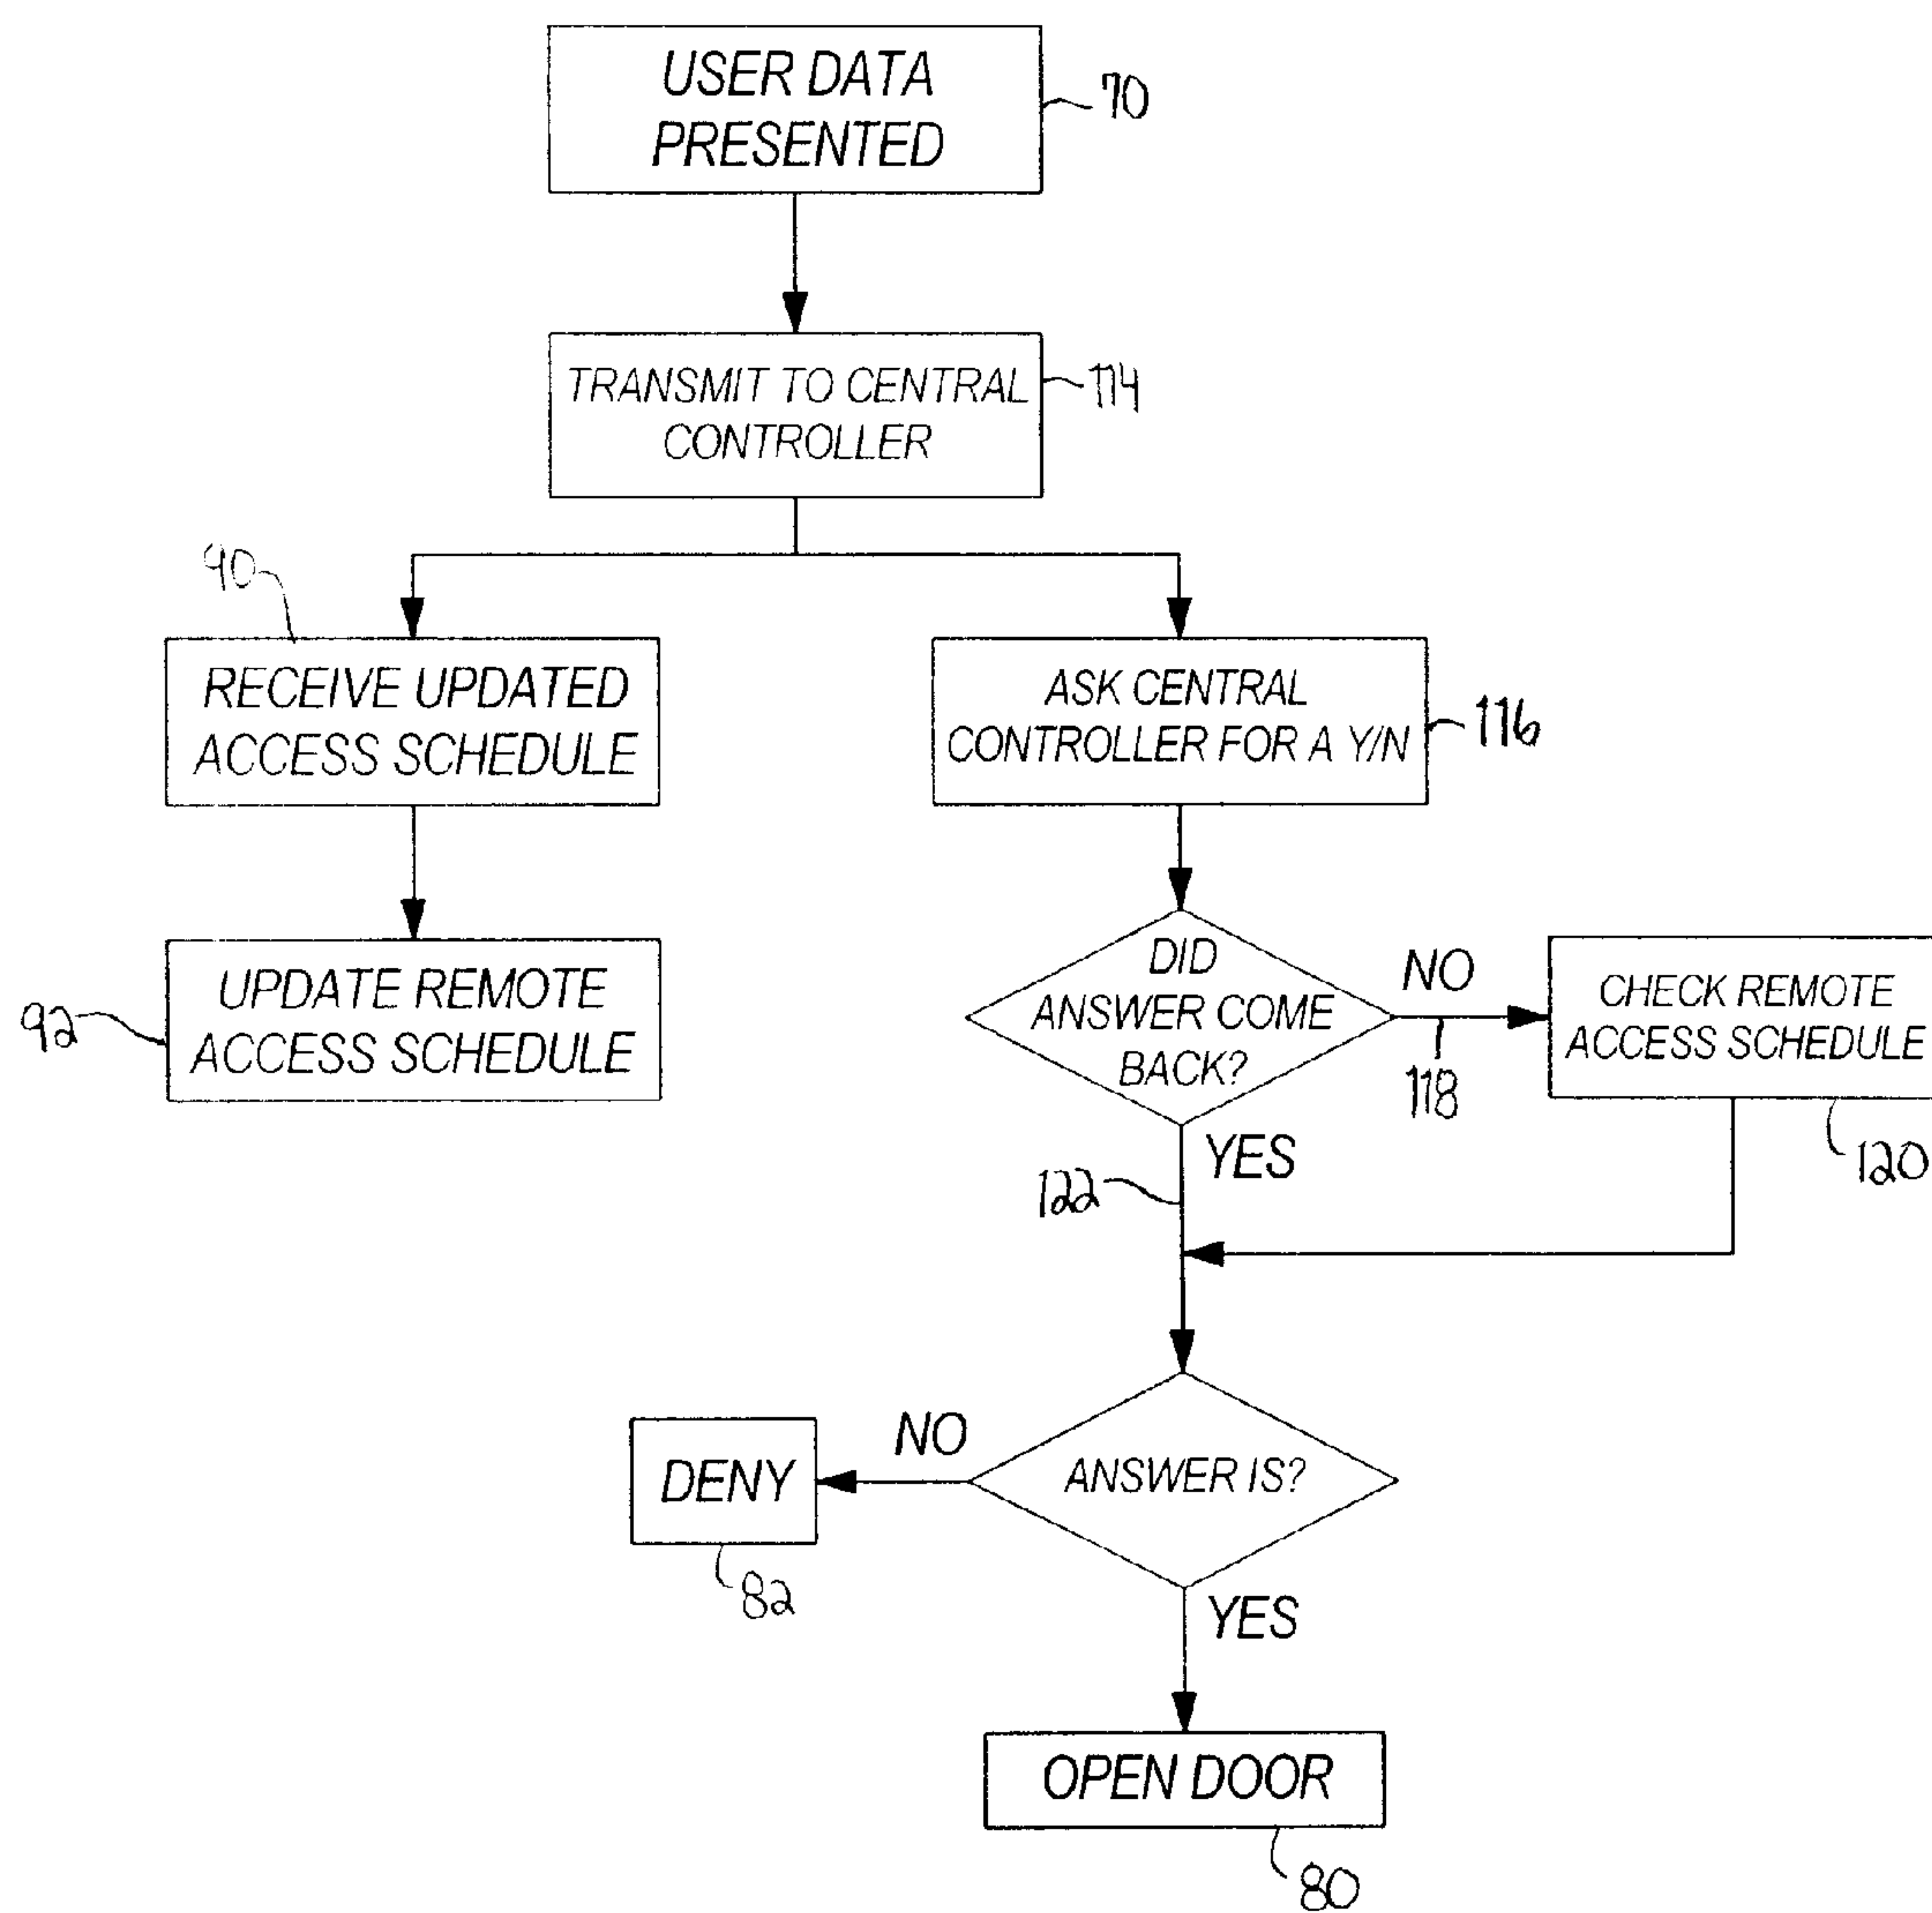 USER DATA
PRESENTED
70
TRANSMIT TO CENTRAL
CONTROLLER
114
90
RECEIVE UPDATED
ACCESS SCHEDULE
ASK CENTRAL
CONTROLLER FOR A Y/N
116
UPDATE REMOTE
ACCESS SCHEDULE
92
DID
ANSWER COME
BACK?
NO
118
CHECK REMOTE
ACCESS SCHEDULE
120
YES
122
ANSWER IS?
NO
DENY
82
YES
OPEN DOOR
80